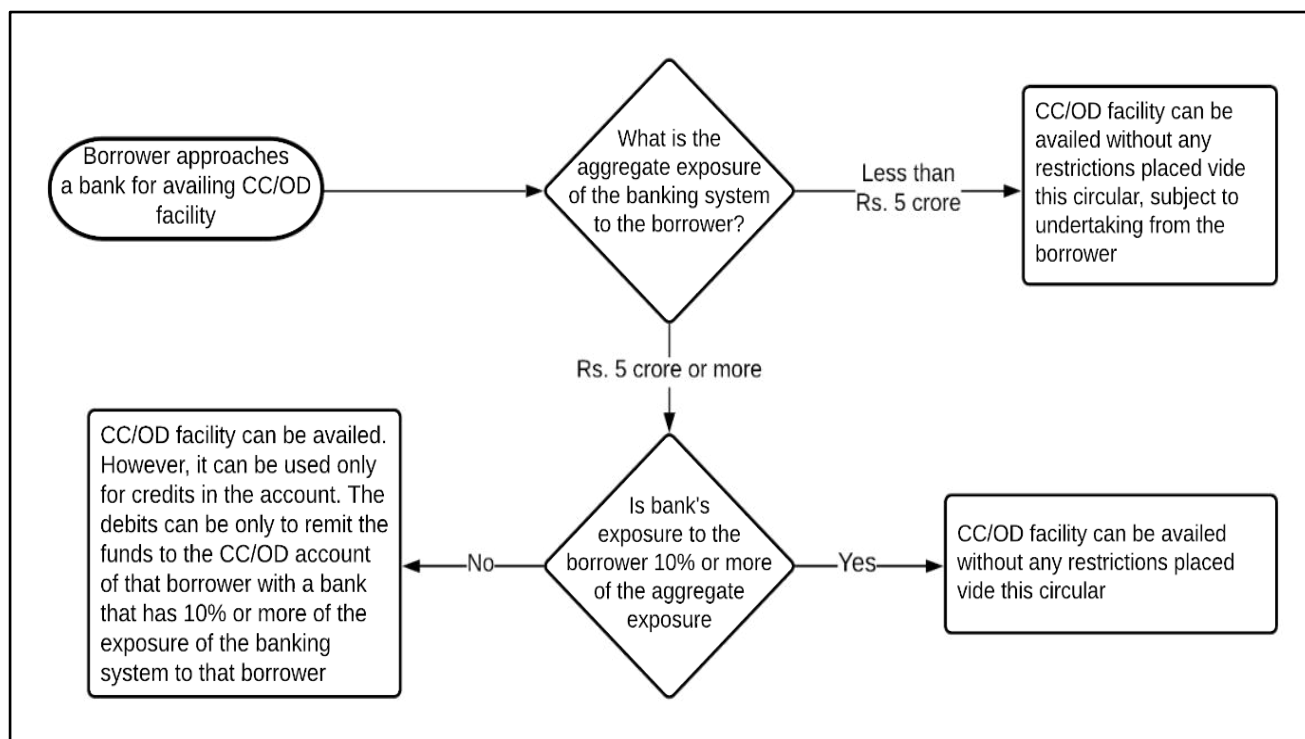 Borrower approaches
a bank for availing CC/OD
facility
What is the
aggregate exposure
of the banking system
to the borrower?
Less than
Rs. 5 crore
CC/OD facility can be
availed without any
restrictions placed vide
this circular, subject to
undertaking from the
borrower
Rs. 5 crore or more
Is bank's
exposure to the
borrower 10% or more
of the aggregate
exposure
No
CC/OD facility can be availed.
However, it can be used only
for credits in the account. The
debits can be only to remit the
funds to the CC/OD account
of that borrower with a bank
that has 10% or more of the
exposure of the banking
system to that borrower
Yes
CC/OD facility can be availed
without any restrictions placed
vide this circular